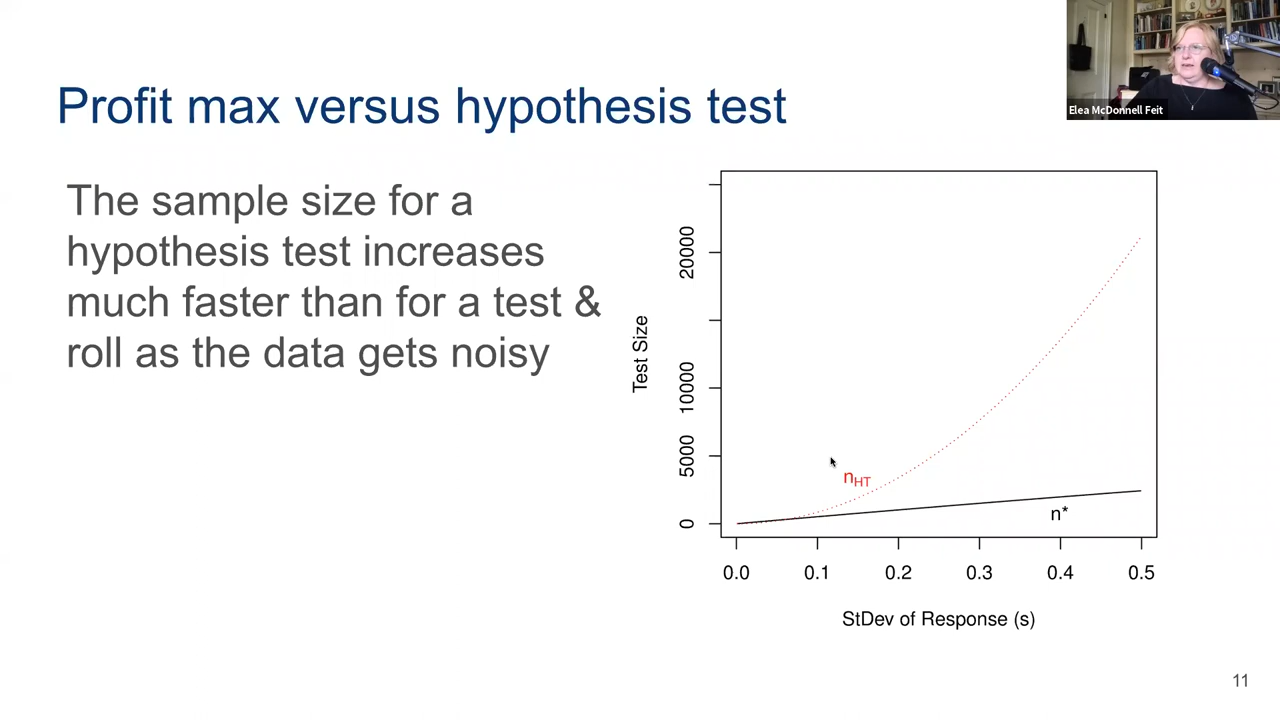 Elea McDonnell Feit
Profit max versus hypothesis test
The sample size for a
hypothesis test increases
much faster than for a test &
roll as the data gets noisy
Test Size
20000
10000
5000
0
n_HT
n*
0.0 0.1 0.2 0.3 0.4 0.5
StDev of Response (s)
11